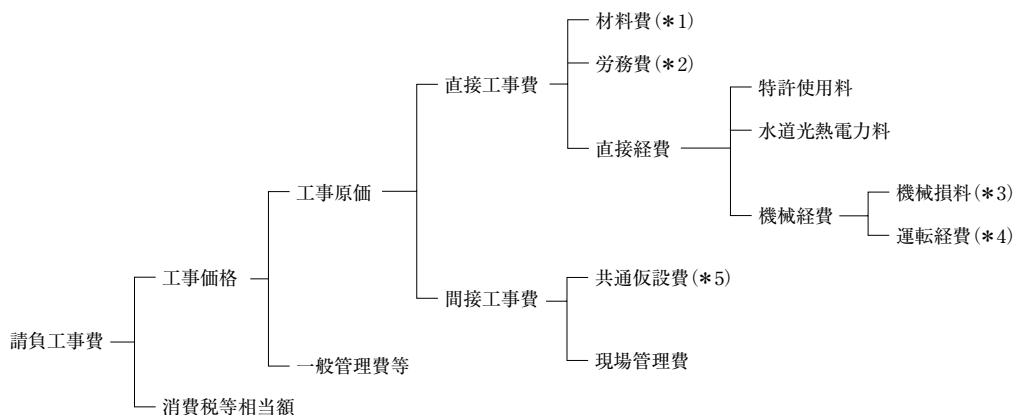 材料費(＊1)
労務費(＊2)
直接工事費
特許使用料
水道光熱電力料
直接経費
工事原価
機械損料(＊3)
機械経費
運転経費(＊4)
工事価格
共通仮設費(＊5)
間接工事費
請負工事費
一般管理費等
現場管理費
消費税等相当額